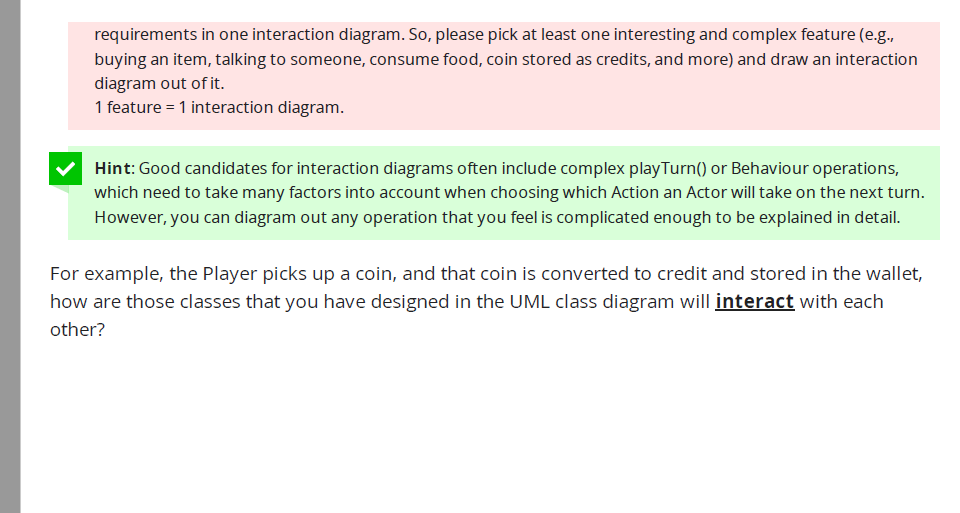 requirements in one interaction diagram. So, please pick at least one interesting and complex feature (e.g.,
buying an item, talking to someone, consume food, coin stored as credits, and more) and draw an interaction
diagram out of it.
1 feature = 1 interaction diagram.
Hint: Good candidates for interaction diagrams often include complex playTurn() or Behaviour operations,
which need to take many factors into account when choosing which Action an Actor will take on the next turn.
However, you can diagram out any operation that you feel is complicated enough to be explained in detail.
For example, the Player picks up a coin, and that coin is converted to credit and stored in the wallet,
how are those classes that you have designed in the UML class diagram will interact with each
other?